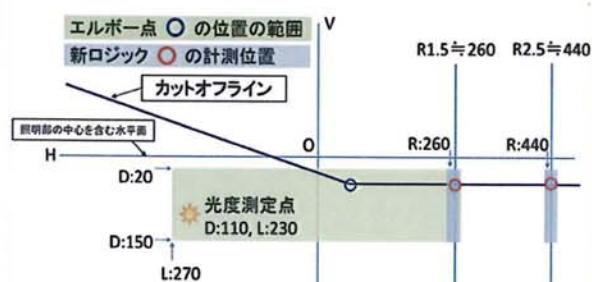 エルボー点 の位置の範囲
新ロジック の計測位置
V
R1.5≒260 R2.5≒440
カットオフライン
照明部の中心を含む水平面
O
R:260 R:440
H
D:20
光度測定点
D:110, L:230
D:150
L:270